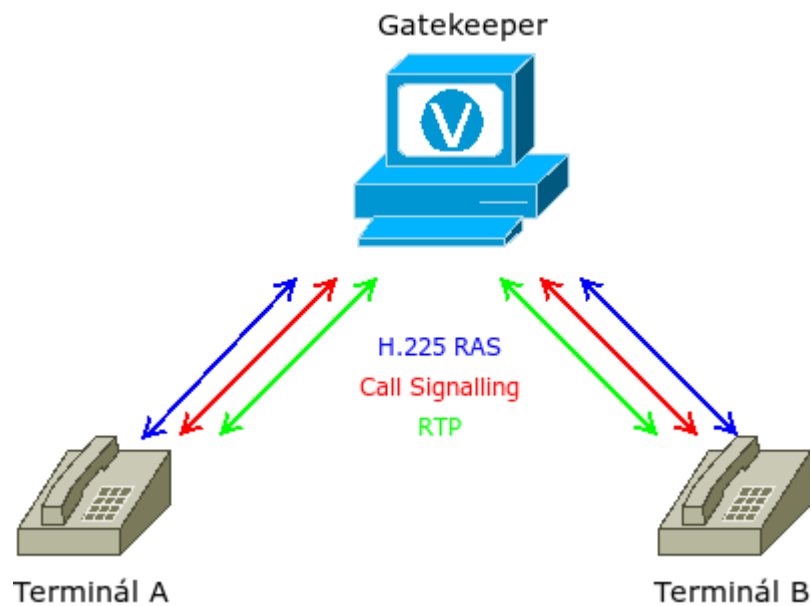 Gatekeeper
V
H.225 RAS
Call Signalling
RTP
Terminál A
Terminál B